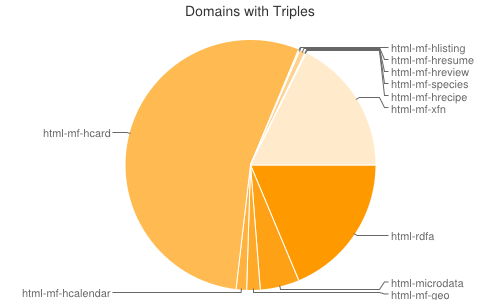 Domains with Triples
html-mf-hlisting
html-mf-hresume
html-mf-hreview
html-mf-species
html-mf-hrecipe
html-mf-xfn
html-mf-hcard
html-rdfa
html-microdata
html-mf-hcalendar
html-mf-geo